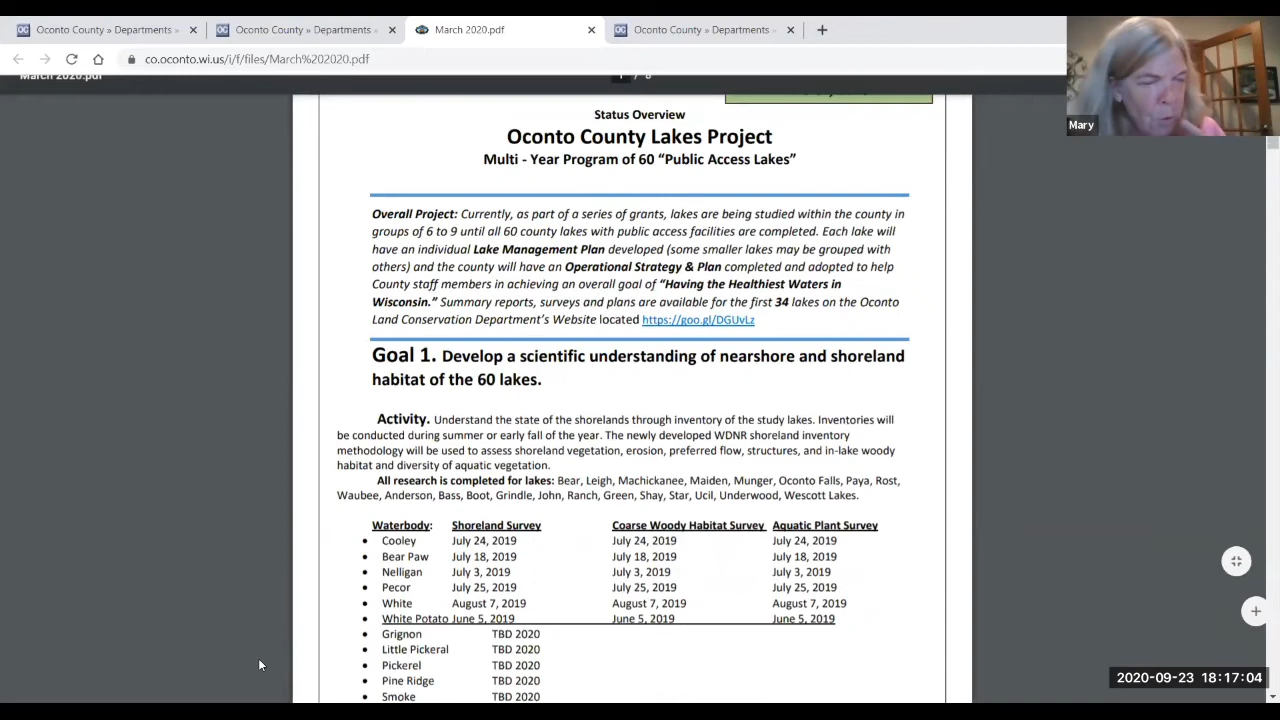 Oconto County » Departments »
Oconto County » Departments
March 2020.pdf
Oconto County » Departments »
co.oconto.wi.us/i/f/files/March%202020.pdf
March 2020.pdf
Mary
Status Overview
Oconto County Lakes Project
Multi - Year Program of 60 “Public Access Lakes”
Overall Project: Currently, as part of a series of grants, lakes are being studied within the county in
groups of 6 to 9 until all 60 county lakes with public access facilities are completed. Each lake will
have an individual Lake Management Plan developed (some smaller lakes may be grouped with
others) and the county will have an Operational Strategy & Plan completed and adopted to help
County staff members in achieving an overall goal of “Having the Healthiest Waters in
Wisconsin.” Summary reports, surveys and plans are available for the first 34 lakes on the Oconto
Land Conservation Department’s Website located https://goo.gl/DGUvLz
Goal 1. Develop a scientific understanding of nearshore and shoreland
habitat of the 60 lakes.
Activity. Understand the state of the shorelands through inventory of the study lakes. Inventories will
be conducted during summer or early fall of the year. The newly developed WDNR shoreland inventory
methodology will be used to assess shoreland vegetation, erosion, preferred flow, structures, and in-lake woody
habitat and diversity of aquatic vegetation.
All research is completed for lakes: Bear, Leigh, Machickanee, Maiden, Munger, Oconto Falls, Paya, Rost,
Waubee, Anderson, Bass, Boot, Grindle, John, Ranch, Green, Shay, Star, Ucil, Underwood, Wescott Lakes.
Waterbody: Shoreland Survey Coarse Woody Habitat Survey Aquatic Plant Survey
• Cooley July 24, 2019 July 24, 2019 July 24, 2019
• Bear Paw July 18, 2019 July 18, 2019 July 18, 2019
• Nelligan July 3, 2019 July 3, 2019 July 3, 2019
• Pecor July 25, 2019 July 25, 2019 July 25, 2019
• White August 7, 2019 August 7, 2019 August 7, 2019
• White Potato June 5, 2019 June 5, 2019 June 5, 2019
• Grignon TBD 2020
• Little Pickeral TBD 2020
• Pickerel TBD 2020
• Pine Ridge TBD 2020
• Smoke TBD 2020
2020-09-23 18:17:04